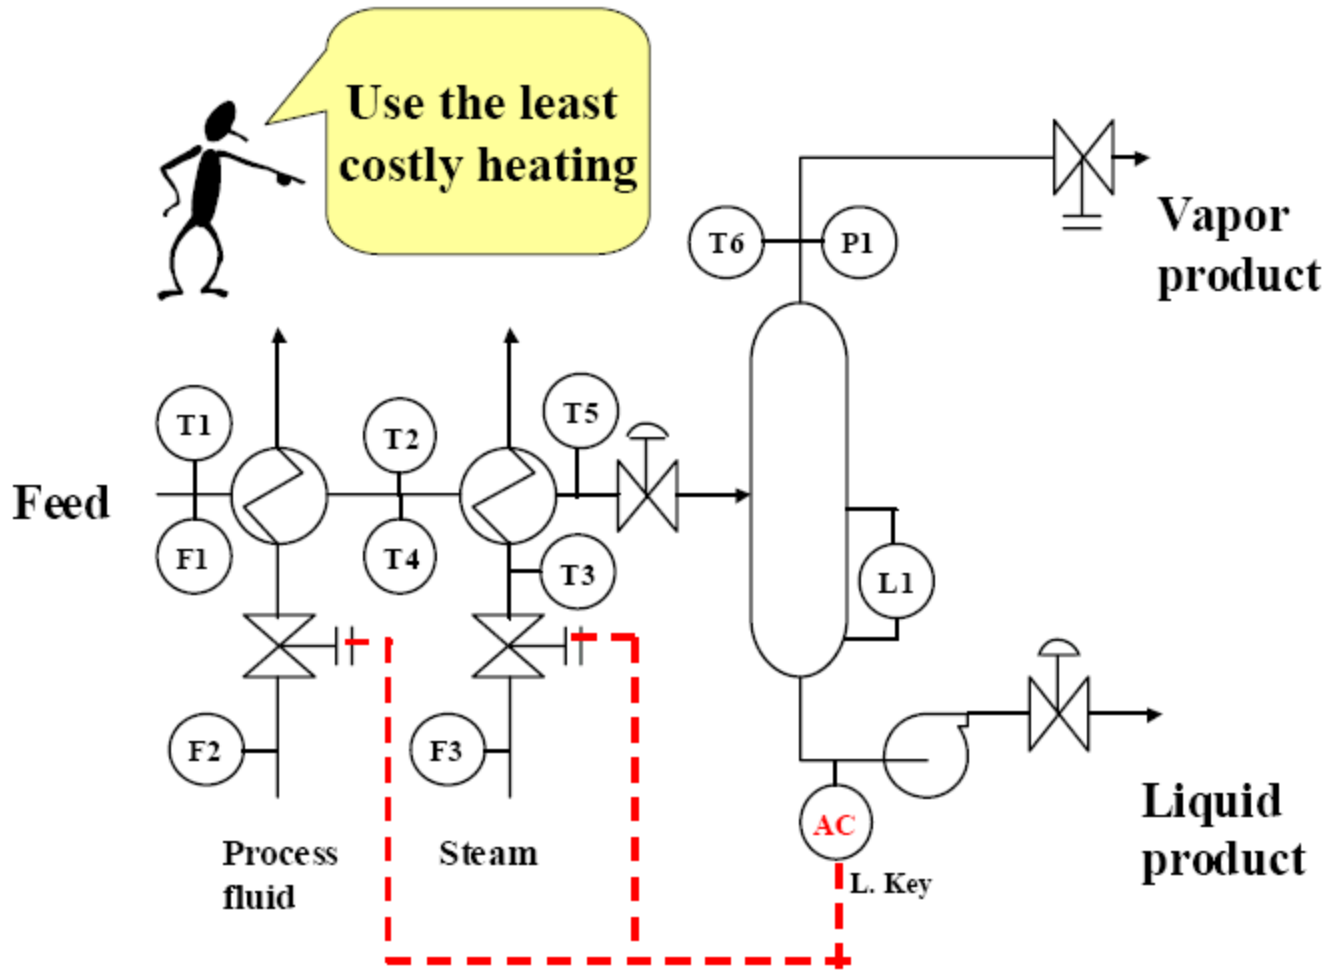 Use the least
costly heating
T6
P1
Vapor
product
T1
T2
T5
Feed
F1
T4
T3
L1
F2
F3
AC
L. Key
Process
fluid
Steam
Liquid
product